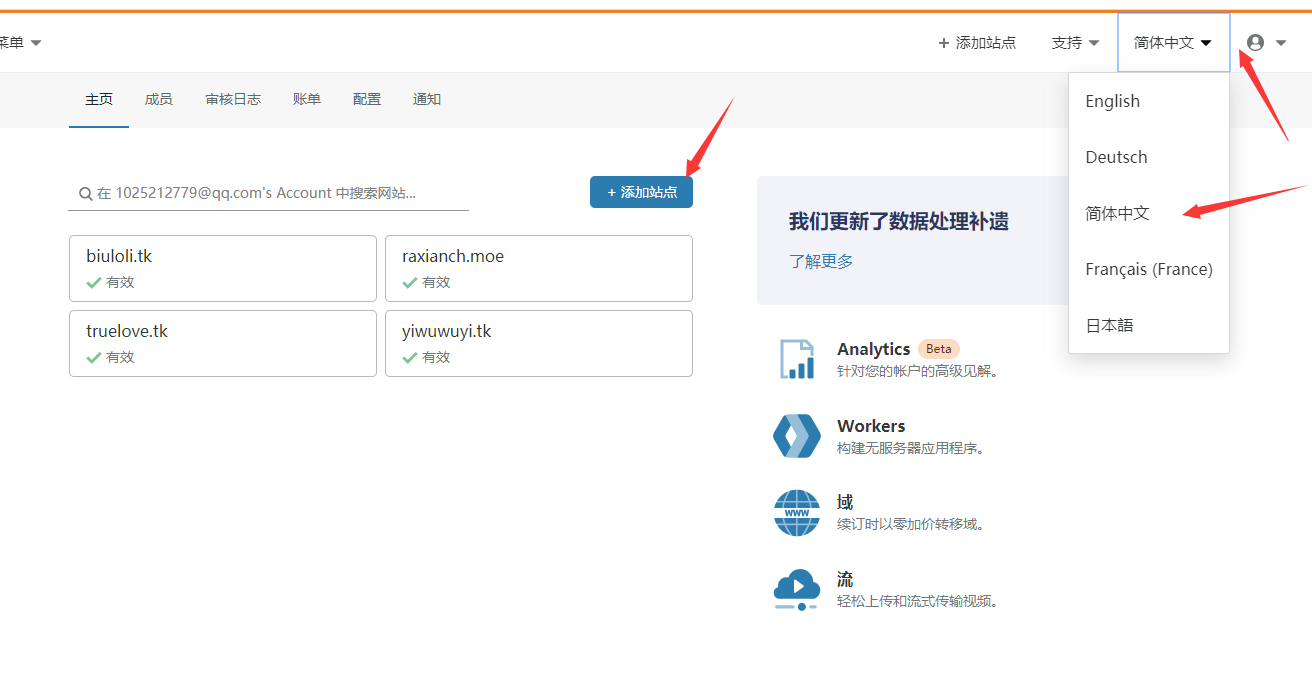 菜单
+ 添加站点
支持
简体中文
主页
成员
审核日志
账单
配置
通知
English
Deutsch
简体中文
Français (France)
日本語
在 1025212779@qq.com's Account 中搜索网站...
+ 添加站点
biuloli.tk
有效
raxianch.moe
有效
truelove.tk
有效
yiwuwuyi.tk
有效
我们更新了数据处理补遗
了解更多
Analytics Beta
针对您的帐户的高级见解。
Workers
构建无服务器应用程序。
WWW
域
续订时以零加价转移域。
流
轻松上传和流式传输视频。